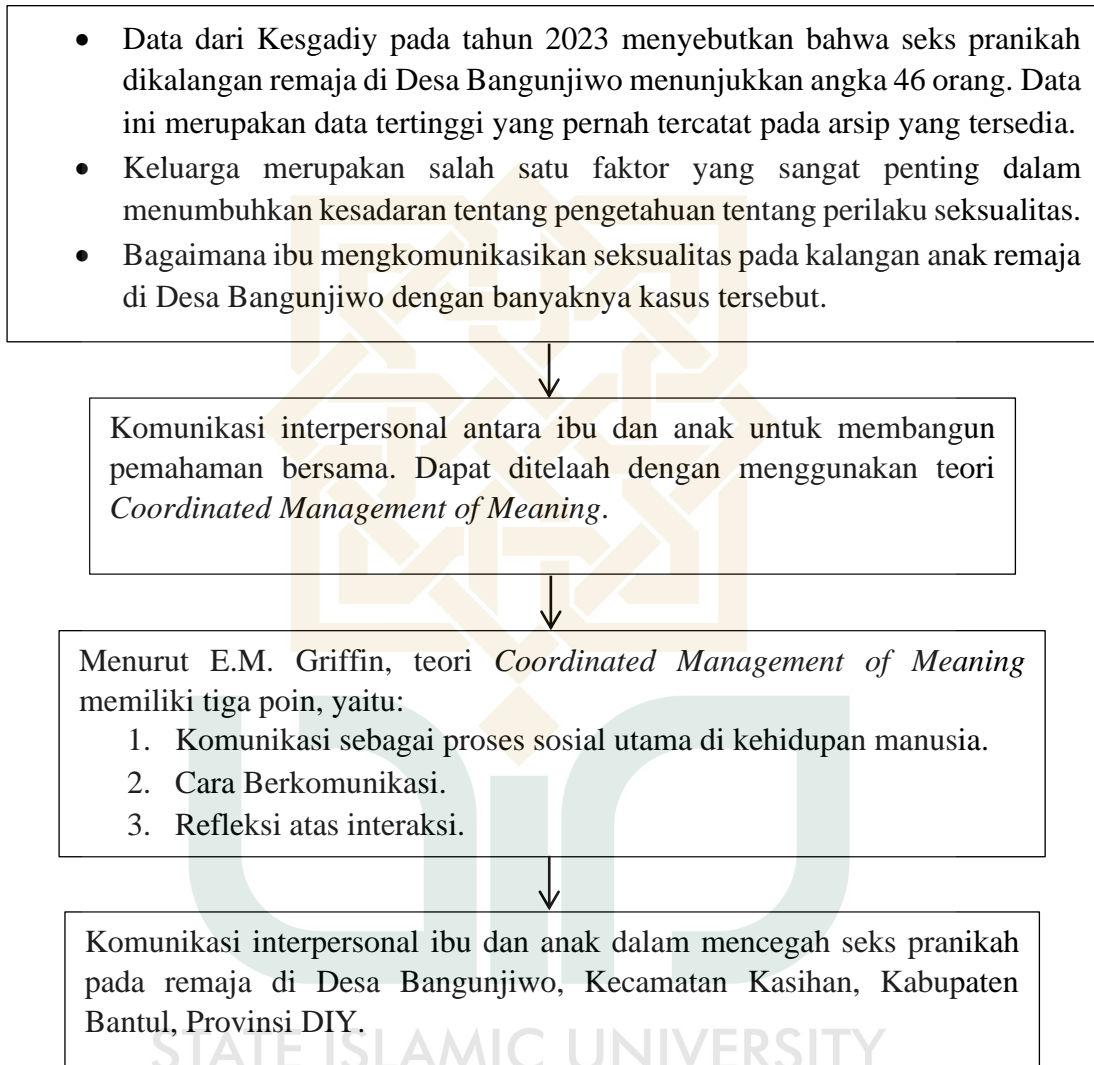 • Data dari Kesgadiy pada tahun 2023 menyebutkan bahwa seks pranikah
dikalangan remaja di Desa Bangunjiwo menunjukkan angka 46 orang. Data
ini merupakan data tertinggi yang pernah tercatat pada arsip yang tersedia.
• Keluarga merupakan salah satu faktor yang sangat penting dalam
menumbuhkan kesadaran tentang pengetahuan tentang perilaku seksualitas.
• Bagaimana ibu mengkomunikasikan seksualitas pada kalangan anak remaja
di Desa Bangunjiwo dengan banyaknya kasus tersebut.
Komunikasi interpersonal antara ibu dan anak untuk membangun
pemahaman bersama. Dapat ditelaah dengan menggunakan teori
Coordinated Management of Meaning.
Menurut E.M. Griffin, teori Coordinated Management of Meaning
memiliki tiga poin, yaitu:
1. Komunikasi sebagai proses sosial utama di kehidupan manusia.
2. Cara Berkomunikasi.
3. Refleksi atas interaksi.
Komunikasi interpersonal ibu dan anak dalam mencegah seks pranikah
pada remaja di Desa Bangunjiwo, Kecamatan Kasihan, Kabupaten
Bantul, Provinsi DIY.
STATE ISLAMIC UNIVERSITY